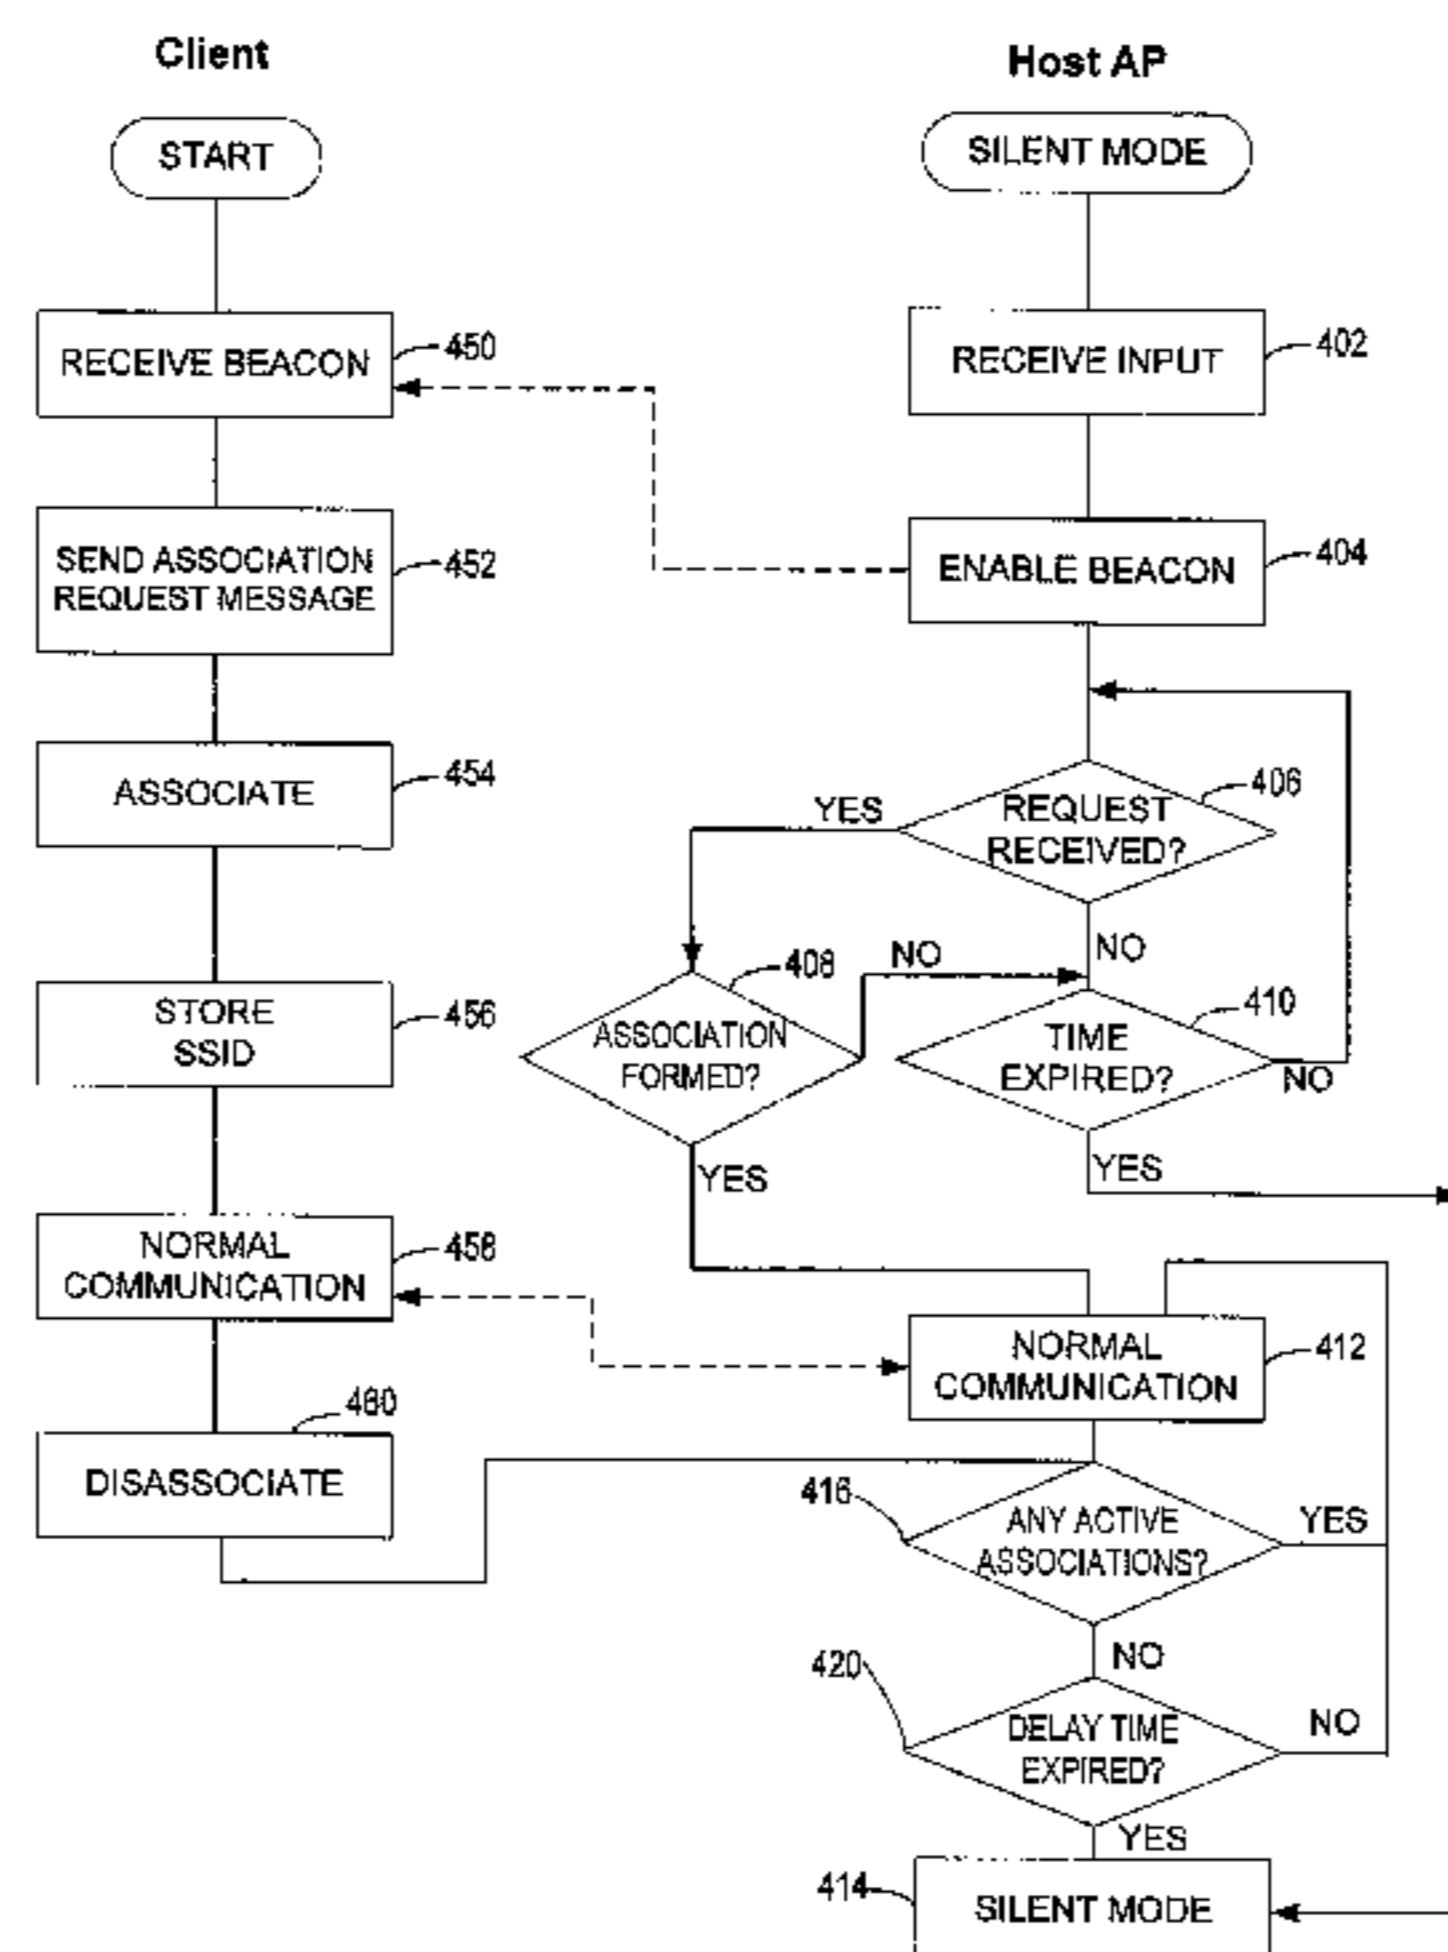 Client
START
RECEIVE BEACON
450
SEND ASSOCIATION
REQUEST MESSAGE
452
ASSOCIATE
454
STORE
SSID
456
NORMAL
COMMUNICATION
458
460
DISASSOCIATE
Host AP
SILENT MODE
RECEIVE INPUT
402
ENABLE BEACON
404
406
YES
REQUEST
RECEIVED?
NO
408
NO
ASSOCIATION
FORMED?
YES
410
TIME
EXPIRED?
NO
YES
NORMAL
COMMUNICATION
412
416
ANY ACTIVE
ASSOCIATIONS?
YES
NO
420
DELAY TIME
EXPIRED?
NO
YES
414
SILENT MODE